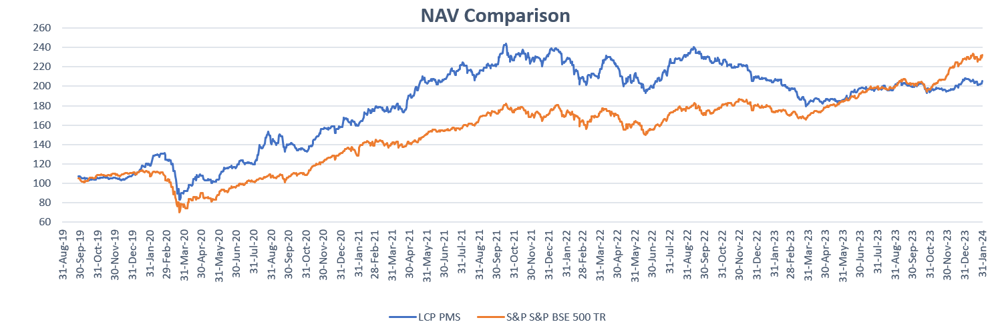 NAV Comparison
260
240
220
200
180
160
140
120
100
80
60
31-Aug-19
30-Sep-19
31-Oct-19
30-Nov-19
31-Dec-19
31-Jan-20
29-Feb-20
31-Mar-20
30-Apr-20
31-May-20
30-Jun-20
31-Jul-20
31-Aug-20
30-Sep-20
31-Oct-20
30-Nov-20
31-Dec-20
31-Jan-21
28-Feb-21
31-Mar-21
30-Apr-21
31-May-21
30-Jun-21
31-Jul-21
31-Aug-21
30-Sep-21
31-Oct-21
30-Nov-21
31-Dec-21
31-Jan-22
28-Feb-22
31-Mar-22
30-Apr-22
31-May-22
30-Jun-22
31-Jul-22
31-Aug-22
30-Sep-22
31-Oct-22
30-Nov-22
31-Dec-22
31-Jan-23
28-Feb-23
31-Mar-23
30-Apr-23
31-May-23
30-Jun-23
31-Jul-23
31-Aug-23
30-Sep-23
31-Oct-23
30-Nov-23
31-Dec-23
31-Jan-24
LCP PMS
S&P S&P BSE 500 TR